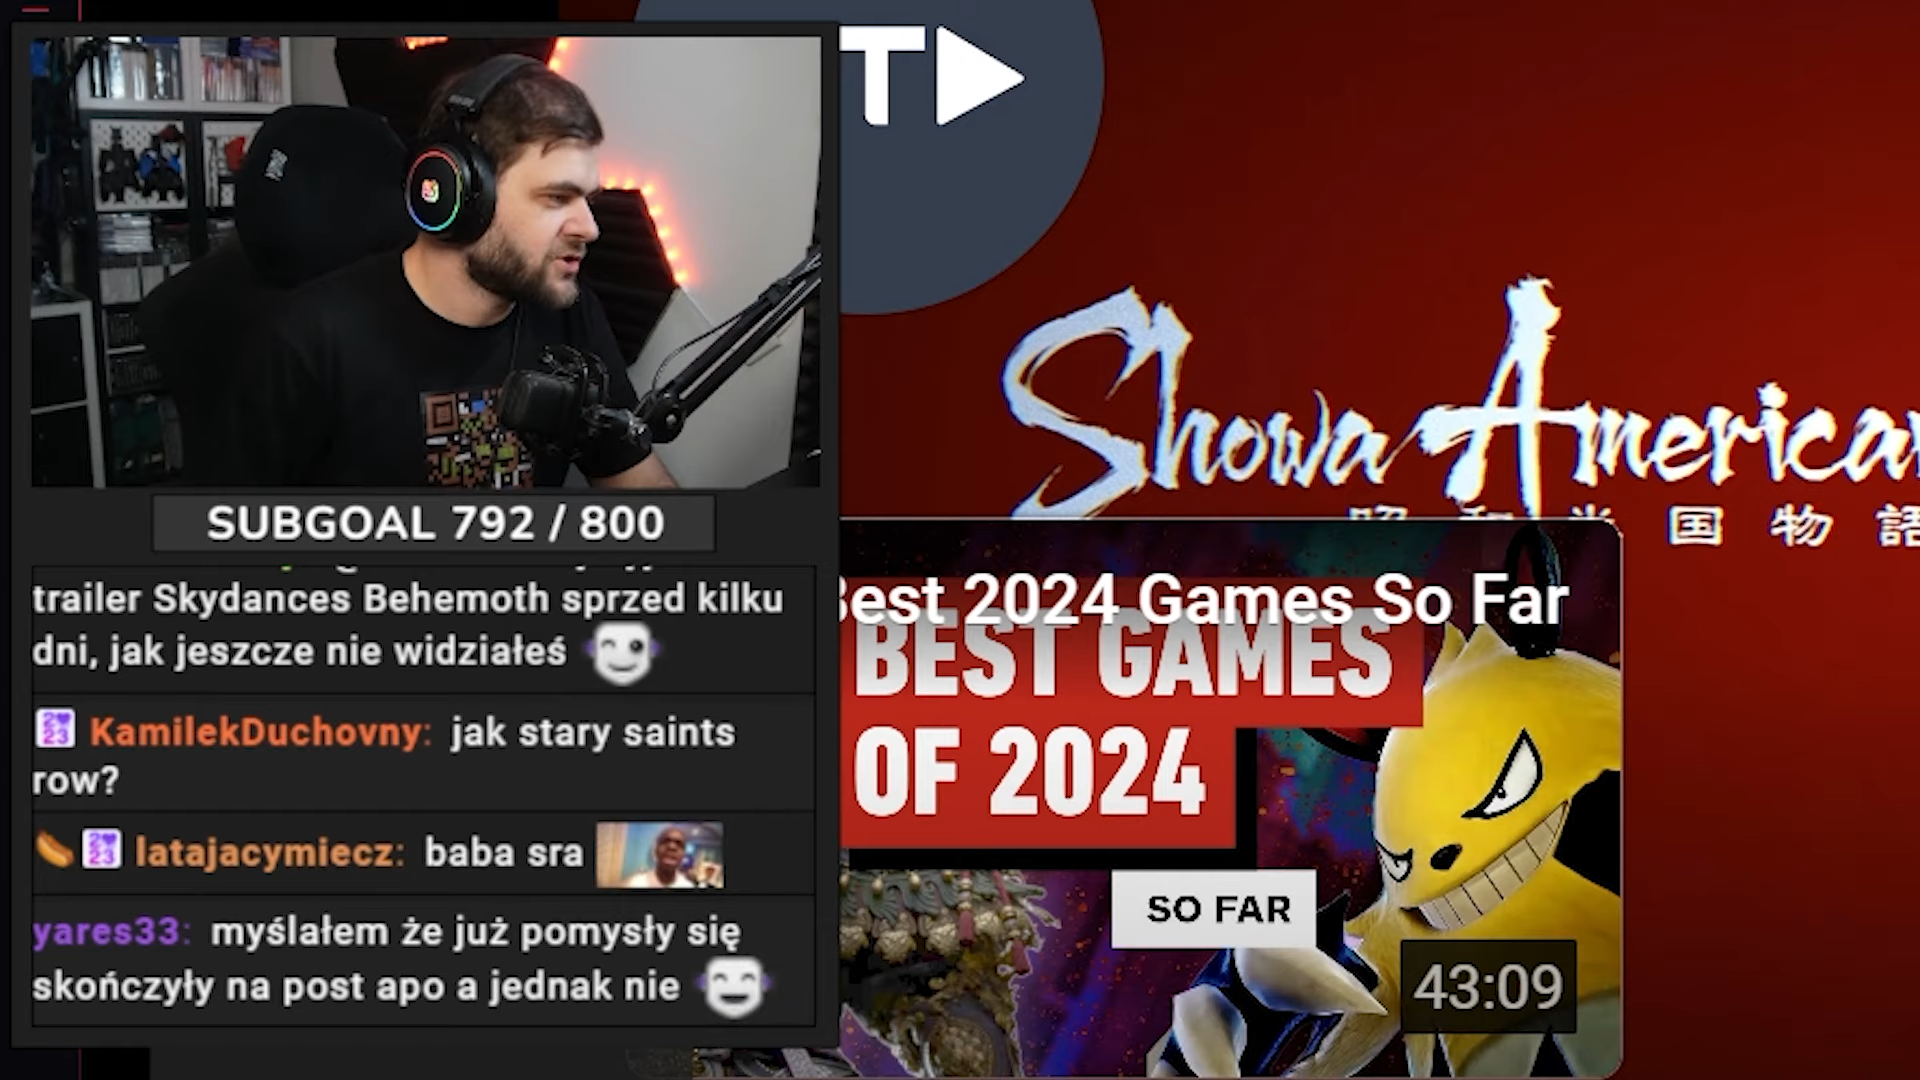 T
SUBGOAL 792 / 800
trailer Skydances Behemoth sprzed kilku
dni, jak jeszcze nie widziałeś
KamilekDuchovny: jak stary saints
row?
latajacymiecz: baba sra
yares33: myślałem że już pomysły się
skończyły na post apo a jednak nie
Showa American
国物語
Best 2024 Games So Far
BEST GAMES
OF 2024
SO FAR
43:09